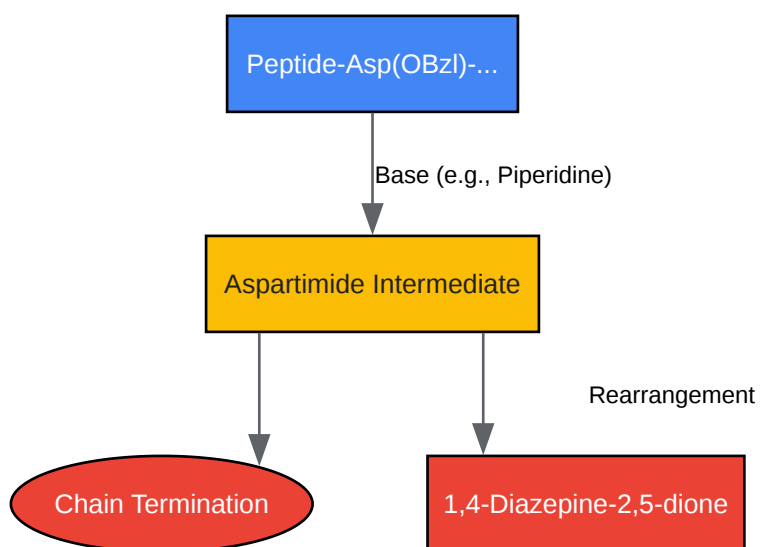 Peptide-Asp(OBzl)-...
Base (e.g., Piperidine)
Aspartimide Intermediate
Rearrangement
Chain Termination
1,4-Diazepine-2,5-dione